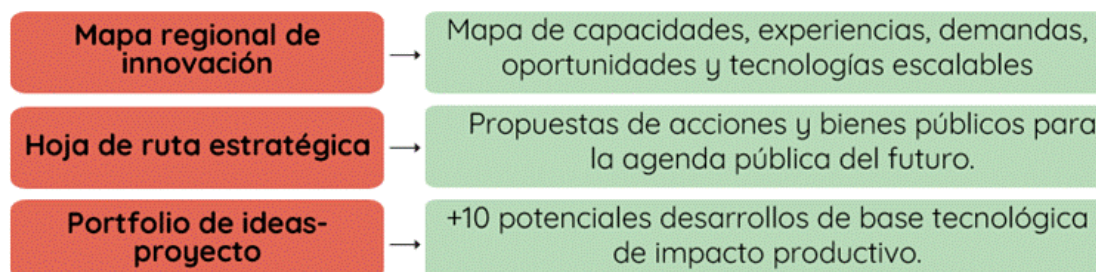 Mapa regional de
innovación
→
Mapa de capacidades, experiencias, demandas,
oportunidades y tecnologías escalables
Hoja de ruta estratégica
→
Propuestas de acciones y bienes públicos para
la agenda pública del futuro.
Portfolio de ideas-
proyecto
→
+10 potenciales desarrollos de base tecnológica
de impacto productivo.